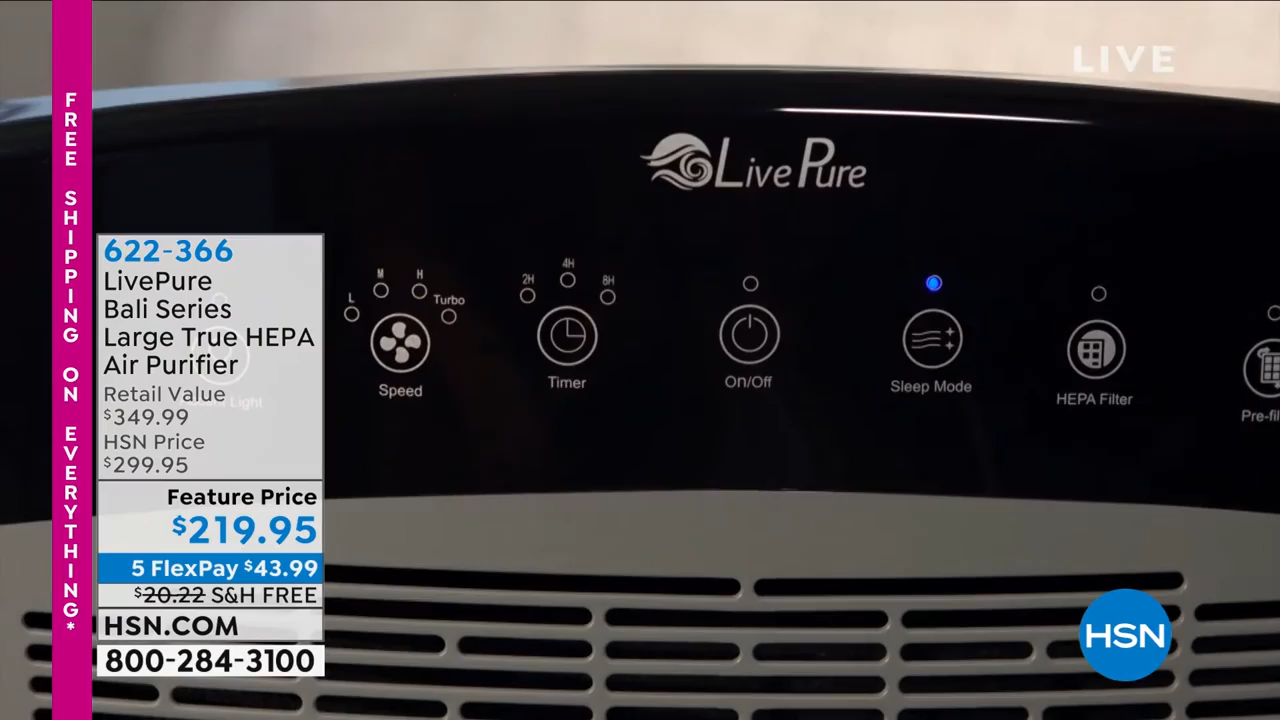 FREE SHIPPING ON EVERYTHING*
LIVE
LivePure
622-366
LivePure
Bali Series
Large True HEPA
Air Purifier
Retail Value
$349.99
HSN Price
$299.95
Feature Price
$219.95
5 FlexPay $43.99
$20.22 S&H FREE
HSN.COM
800-284-3100
L
M
H
Turbo
Speed
2H
4H
8H
Timer
On/Off
Sleep Mode
HEPA Filter
Light
HSN